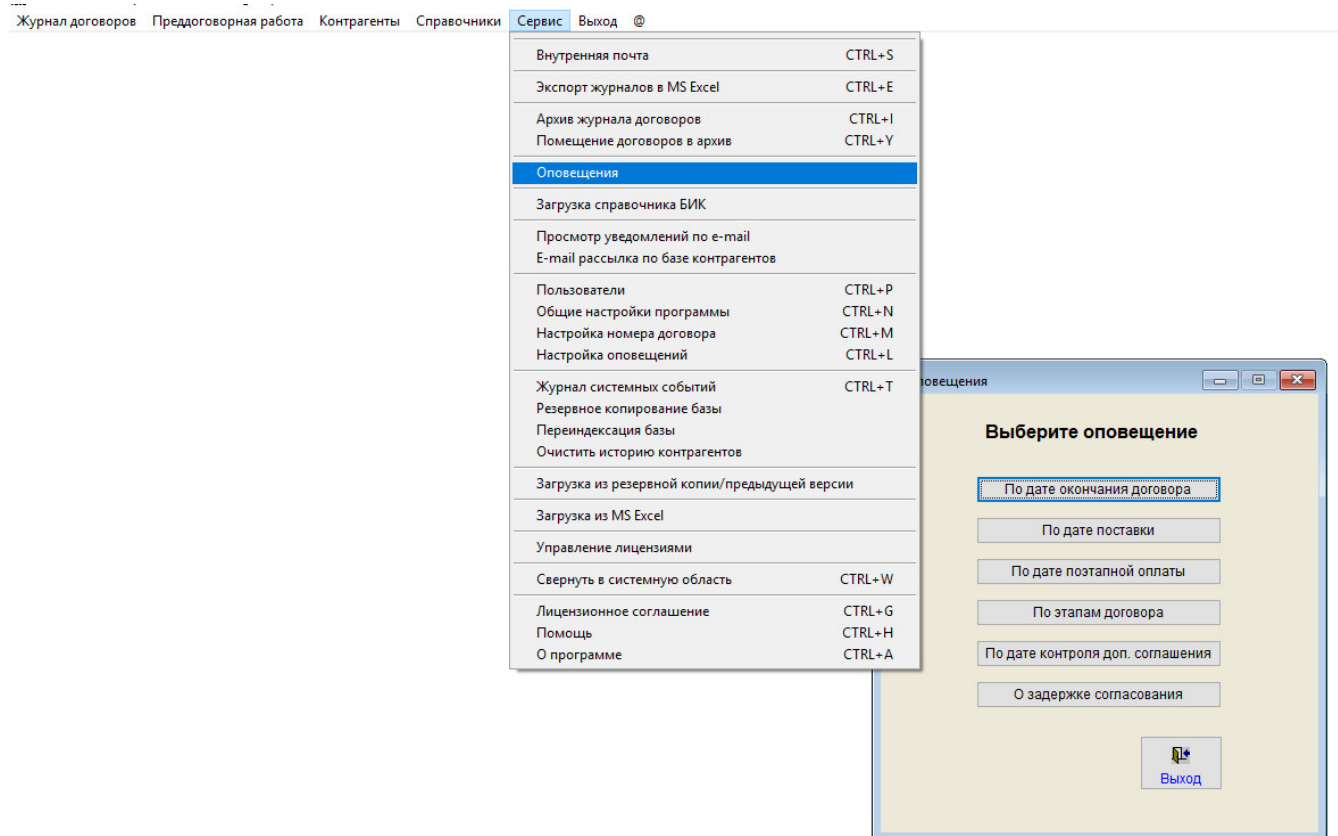 Журнал договоров Преддоговорная работа Контрагенты Справочники Сервис Выход @
Внутренняя почта CTRL+S
Экспорт журналов в MS Excel CTRL+E
Архив журнала договоров CTRL+I
Помещение договоров в архив CTRL+Y
Оповещения
Загрузка справочника БИК
Просмотр уведомлений по e-mail
E-mail рассылка по базе контрагентов
Пользователи CTRL+P
Общие настройки программы CTRL+N
Настройка номера договора CTRL+M
Настройка оповещений CTRL+L
Журнал системных событий CTRL+T
Резервное копирование базы
Переиндексация базы
Очистить историю контрагентов
Загрузка из резервной копии/предыдущей версии
Загрузка из MS Excel
Управление лицензиями
Свернуть в системную область CTRL+W
Лицензионное соглашение CTRL+G
Помощь CTRL+H
О программе CTRL+A
повещения
Выберите оповещение
По дате окончания договора
По дате поставки
По дате поэтапной оплаты
По этапам договора
По дате контроля доп. соглашения
О задержке согласования
Выход